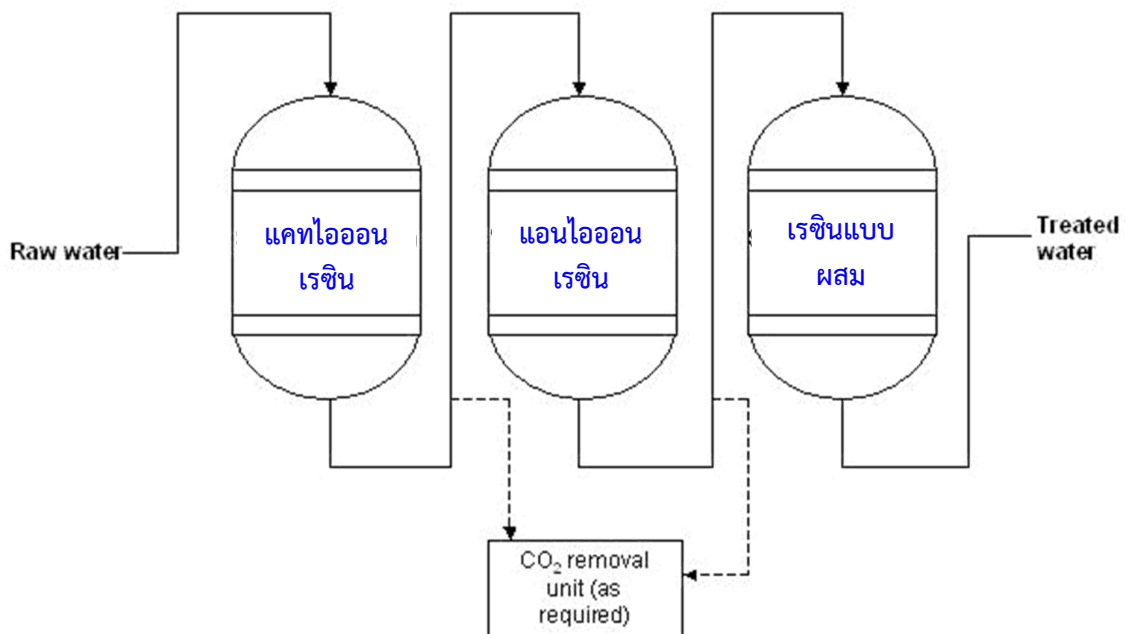 Raw water
แคทไอออน
เรซิน
แอนไอออน
เรซิน
เรซินแบบ
ผสม
Treated
water
CO₂ removal
unit (as
required)